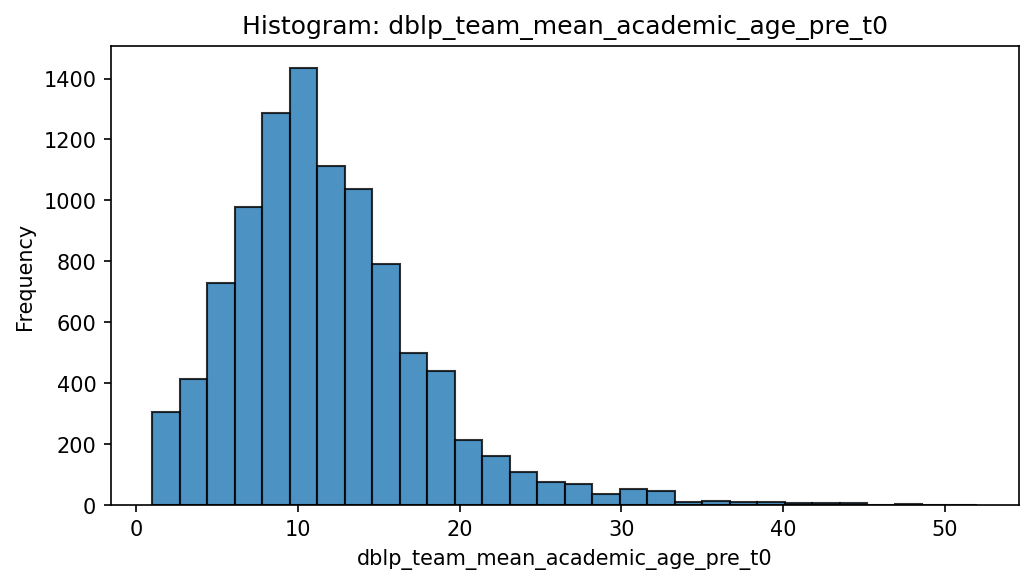 Histogram: dblp_team_mean_academic_age_pre_t0
Frequency
1400
1200
1000
800
600
400
200
0
0 10 20 30 40 50
dblp_team_mean_academic_age_pre_t0